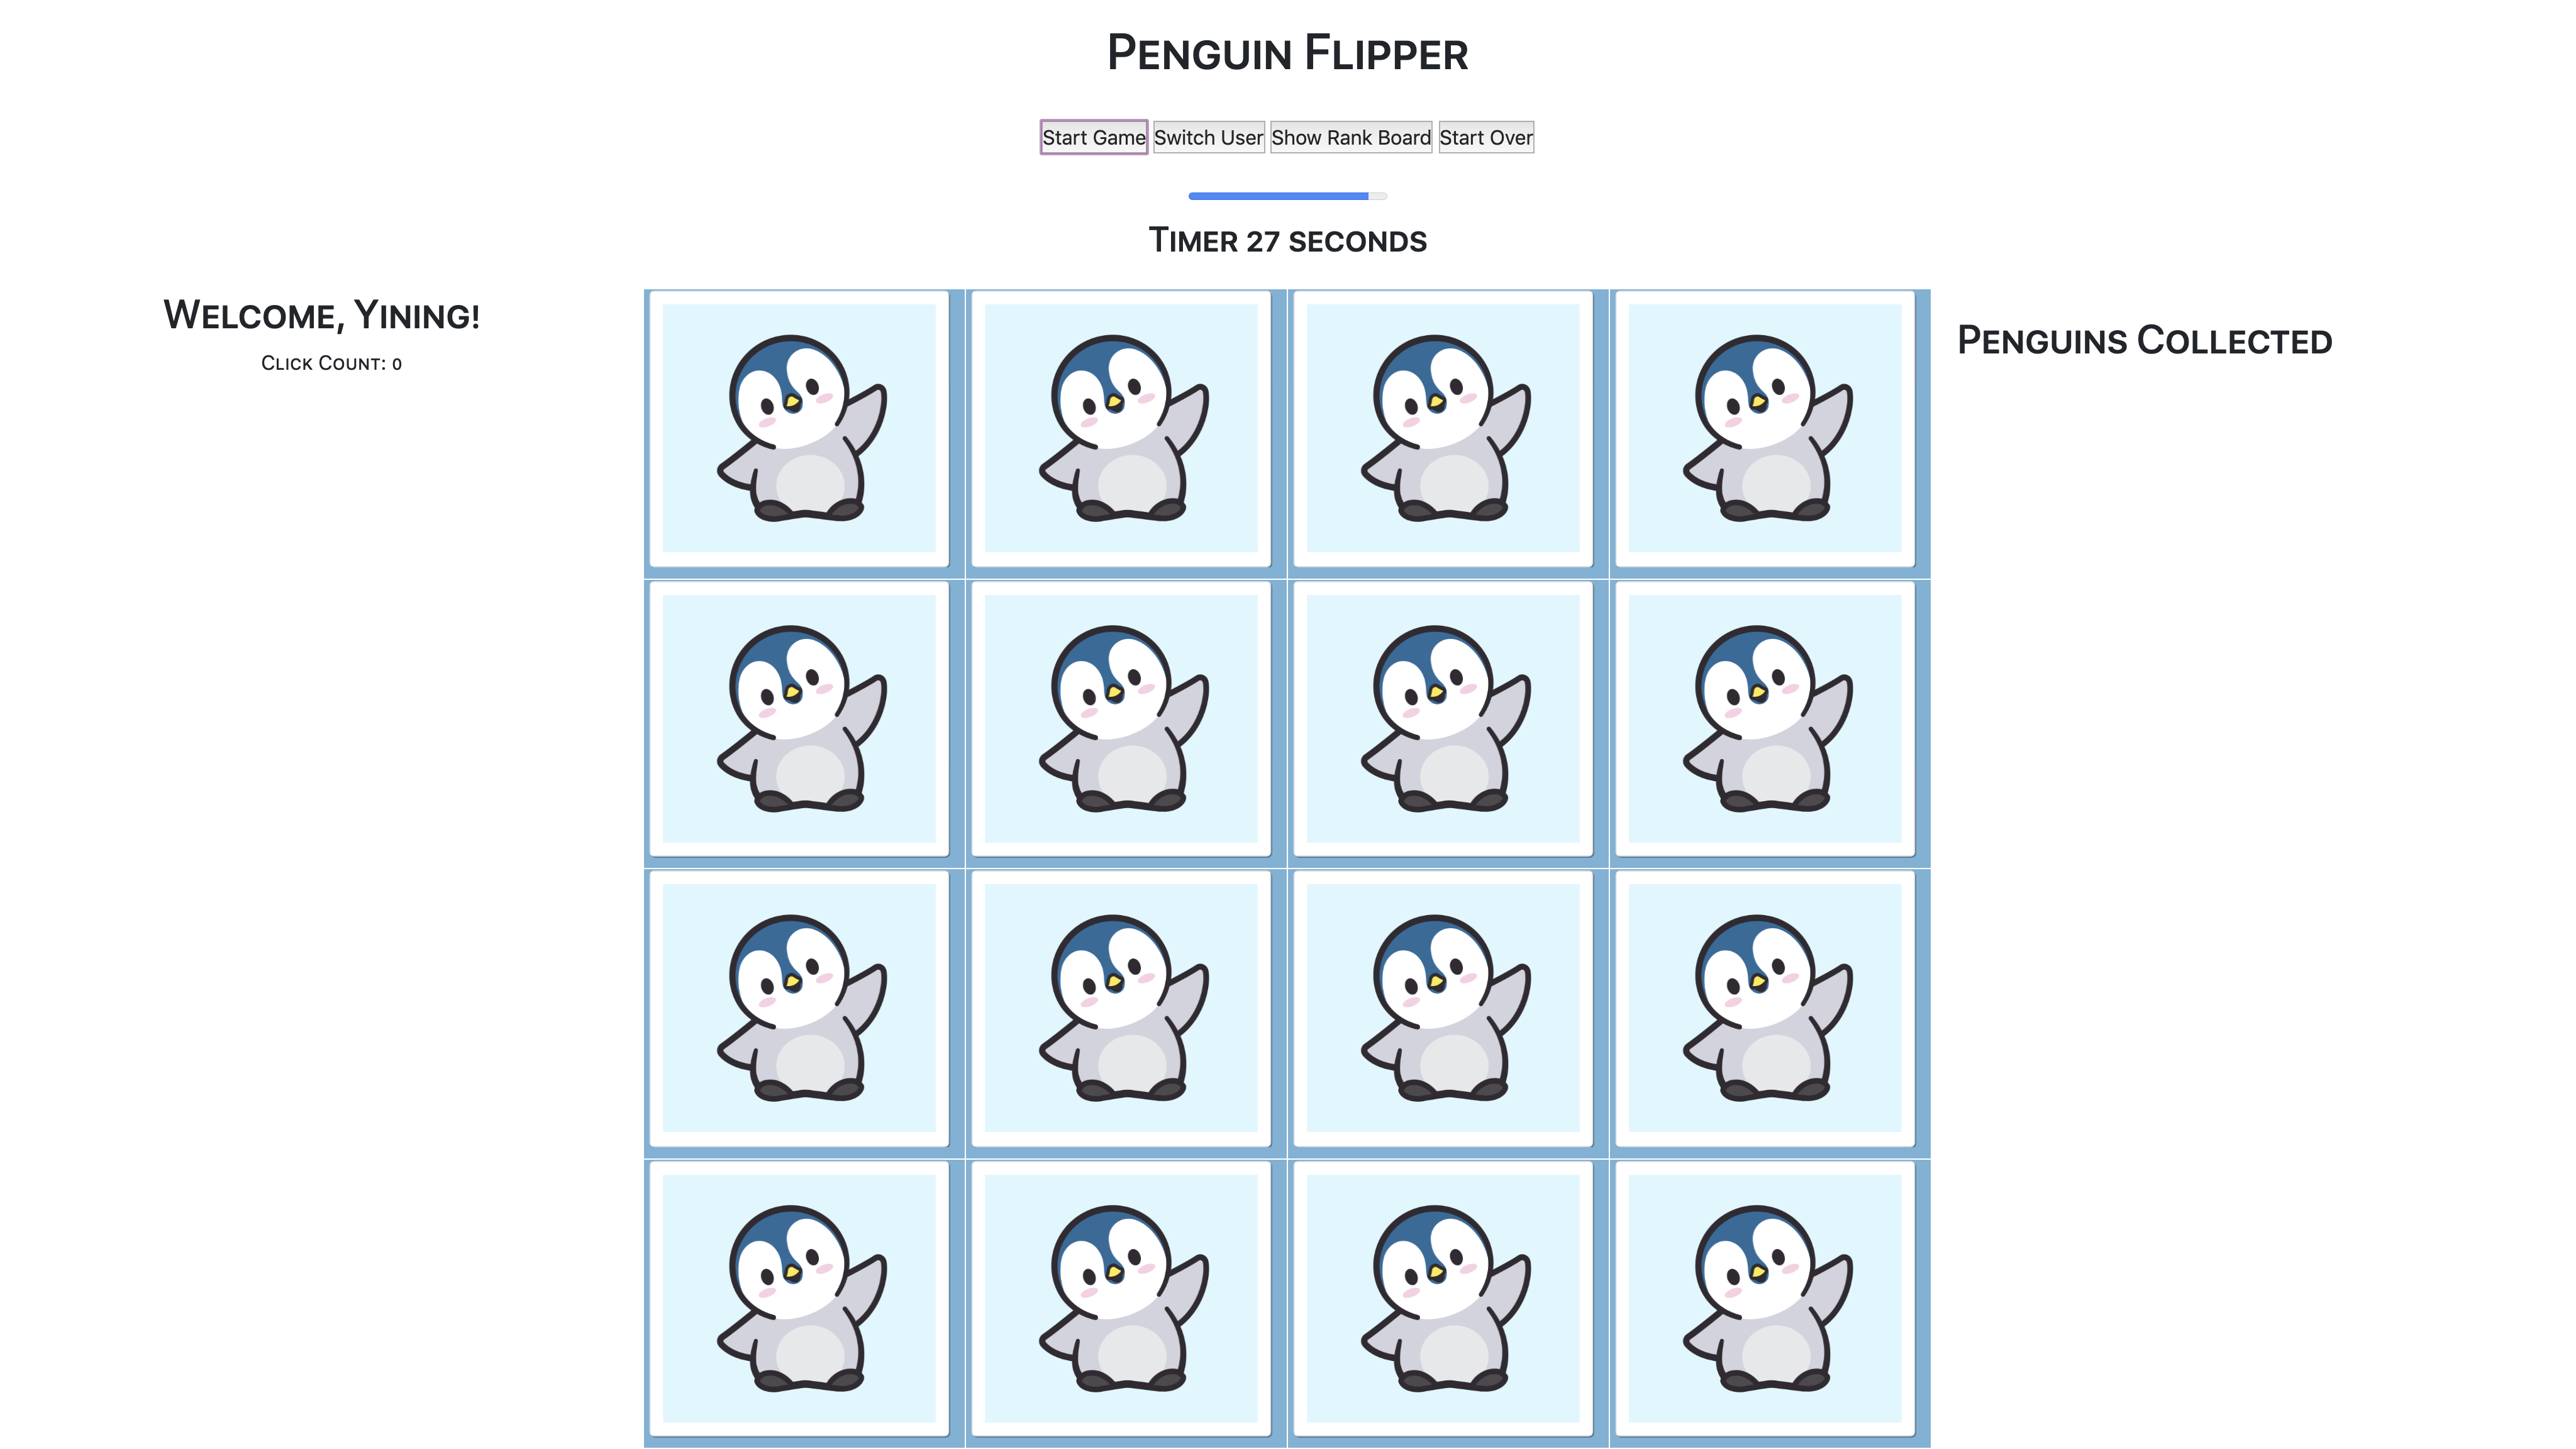 Penguin Flipper
Start Game Switch User Show Rank Board Start Over
Timer 27 seconds
Welcome, Yining!
Click Count: 0
Penguins Collected